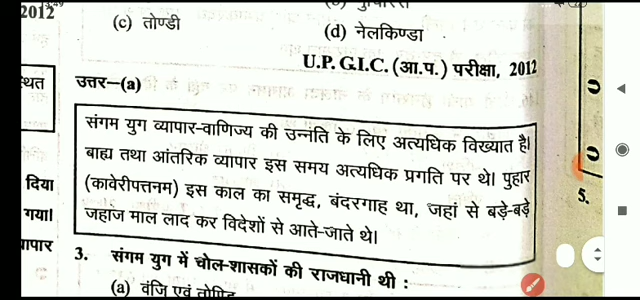 2012
(c) तोण्डी
(d) नेलकिण्डा
U.P. G.I.C. (आ.प.) परीक्षा, 2012
उत्तर–(a)
संगम युग व्यापार-वाणिज्य की उन्नति के लिए अत्यधिक विख्यात है।
बाह्य तथा आंतरिक व्यापार इस समय अत्यधिक प्रगति पर थे। पुहार
(कावेरीपत्तनम) इस काल का समृद्ध, बंदरगाह था, जहां से बड़े-बड़े
जहाज माल लाद कर विदेशों से आते-जाते थे।
दिया
गया।
3. संगम युग में चोल-शासकों की राजधानी थी :
(a) वंजि एवं तोण्डि
5.